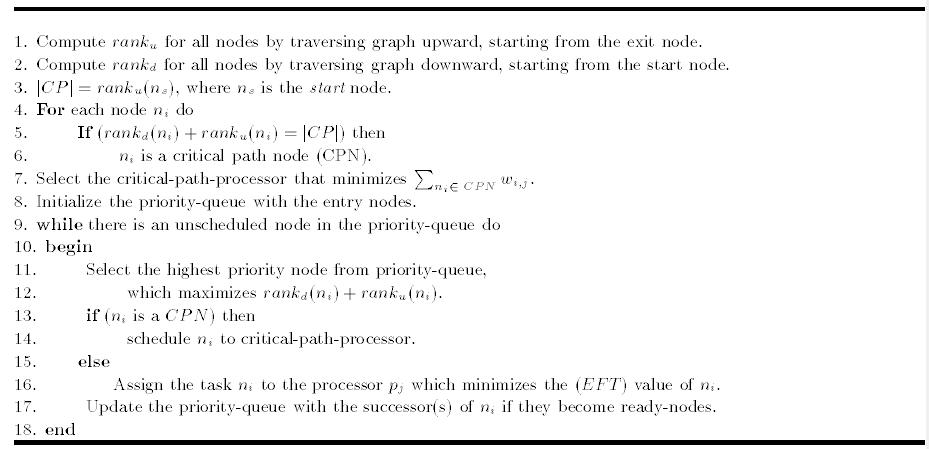 1. Compute rank_u for all nodes by traversing graph upward, starting from the exit node.
2. Compute rank_d for all nodes by traversing graph downward, starting from the start node.
3. |CP| = rank_u(n_s), where n_s is the start node.
4. For each node n_i do
5. If (rank_d(n_i) + rank_u(n_i) = |CP|) then
6. n_i is a critical path node (CPN).
7. Select the critical-path-processor that minimizes ∑_{n_i ∈ CPN} w_{i,j}.
8. Initialize the priority-queue with the entry nodes.
9. while there is an unscheduled node in the priority-queue do
10. begin
11. Select the highest priority node from priority-queue,
12. which maximizes rank_d(n_i) + rank_u(n_i).
13. if (n_i is a CPN) then
14. schedule n_i to critical-path-processor.
15. else
16. Assign the task n_i to the processor p_j which minimizes the (EFT) value of n_i.
17. Update the priority-queue with the successor(s) of n_i if they become ready-nodes.
18. end